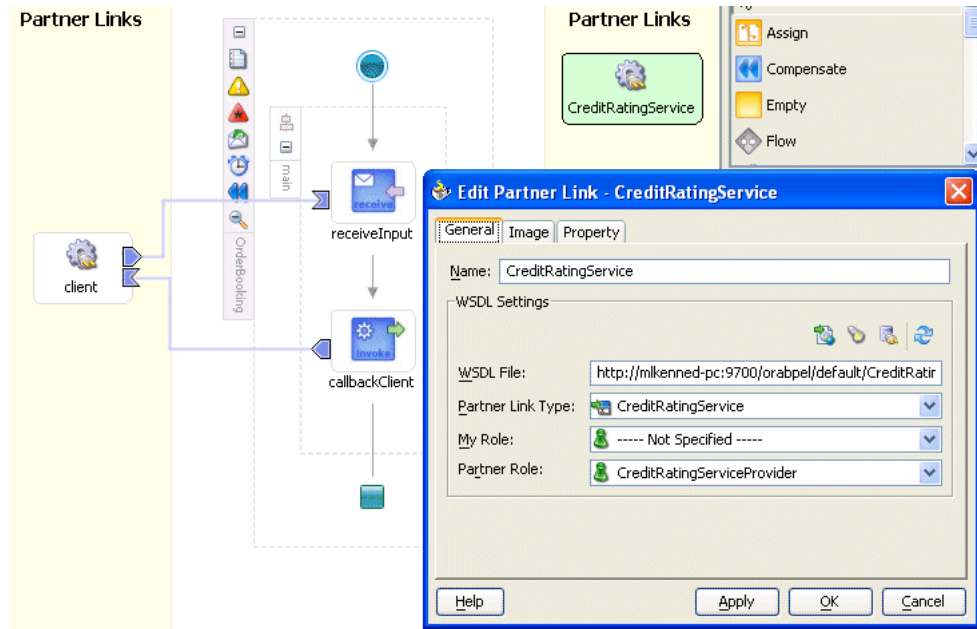 Partner Links
Partner Links
Assign
Compensate
Empty
Flow
CreditRatingService
main
receive
receiveInput
OrderBooking
client
invoke
callbackClient
Edit Partner Link - CreditRatingService
General
Image
Property
Name:
CreditRatingService
WSDL Settings
WSDL File:
http://mlkenned-pc:9700/orabpel/default/CreditRatir
Partner Link Type:
CreditRatingService
My Role:
----- Not Specified -----
Partner Role:
CreditRatingServiceProvider
Help
Apply
OK
Cancel